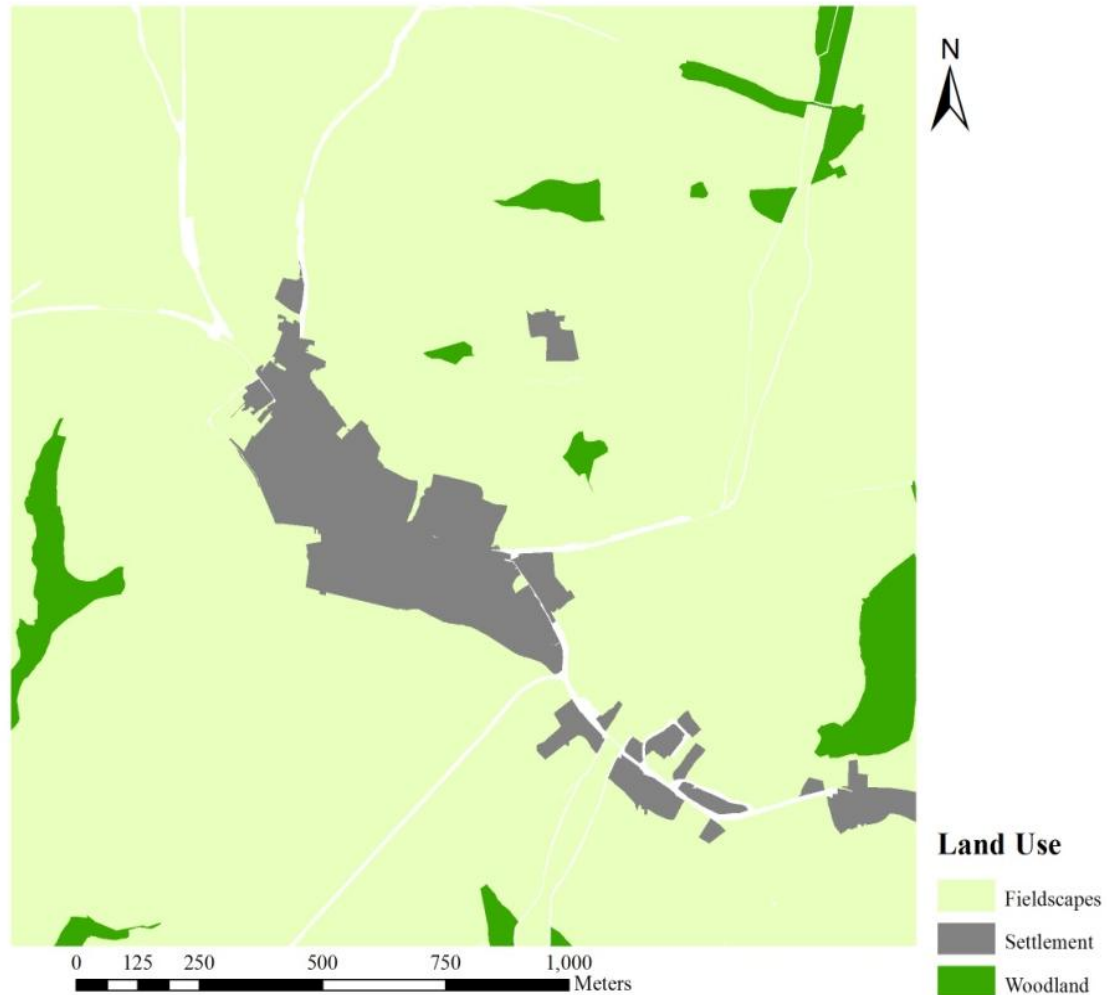 N
Land Use
Fieldscapes
Settlement
Woodland
0 125 250 500 750 1,000
Meters